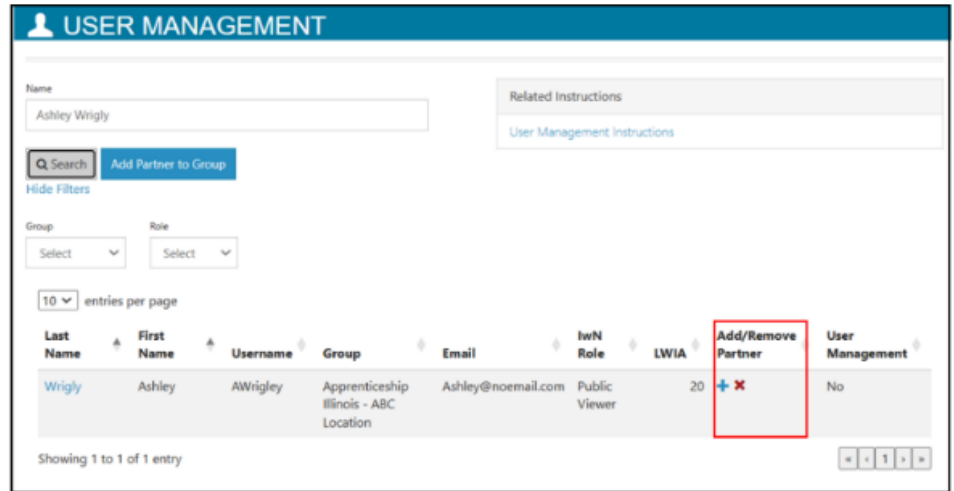 USER MANAGEMENT
Name
Ashley Wrigly
Related Instructions
User Management Instructions
Search
Add Partner to Group
Hide Filters
Group
Role
Select
Select
10 entries per page
Last Name
First Name
Username
Group
Email
IwN Role
LWIA
Add/Remove Partner
User Management
Wrigly
Ashley
AWrigley
Apprenticeship
Illinois - ABC
Location
Ashley@noemail.com
Public
Viewer
20
No
Showing 1 to 1 of 1 entry
« ‹ 1 › »